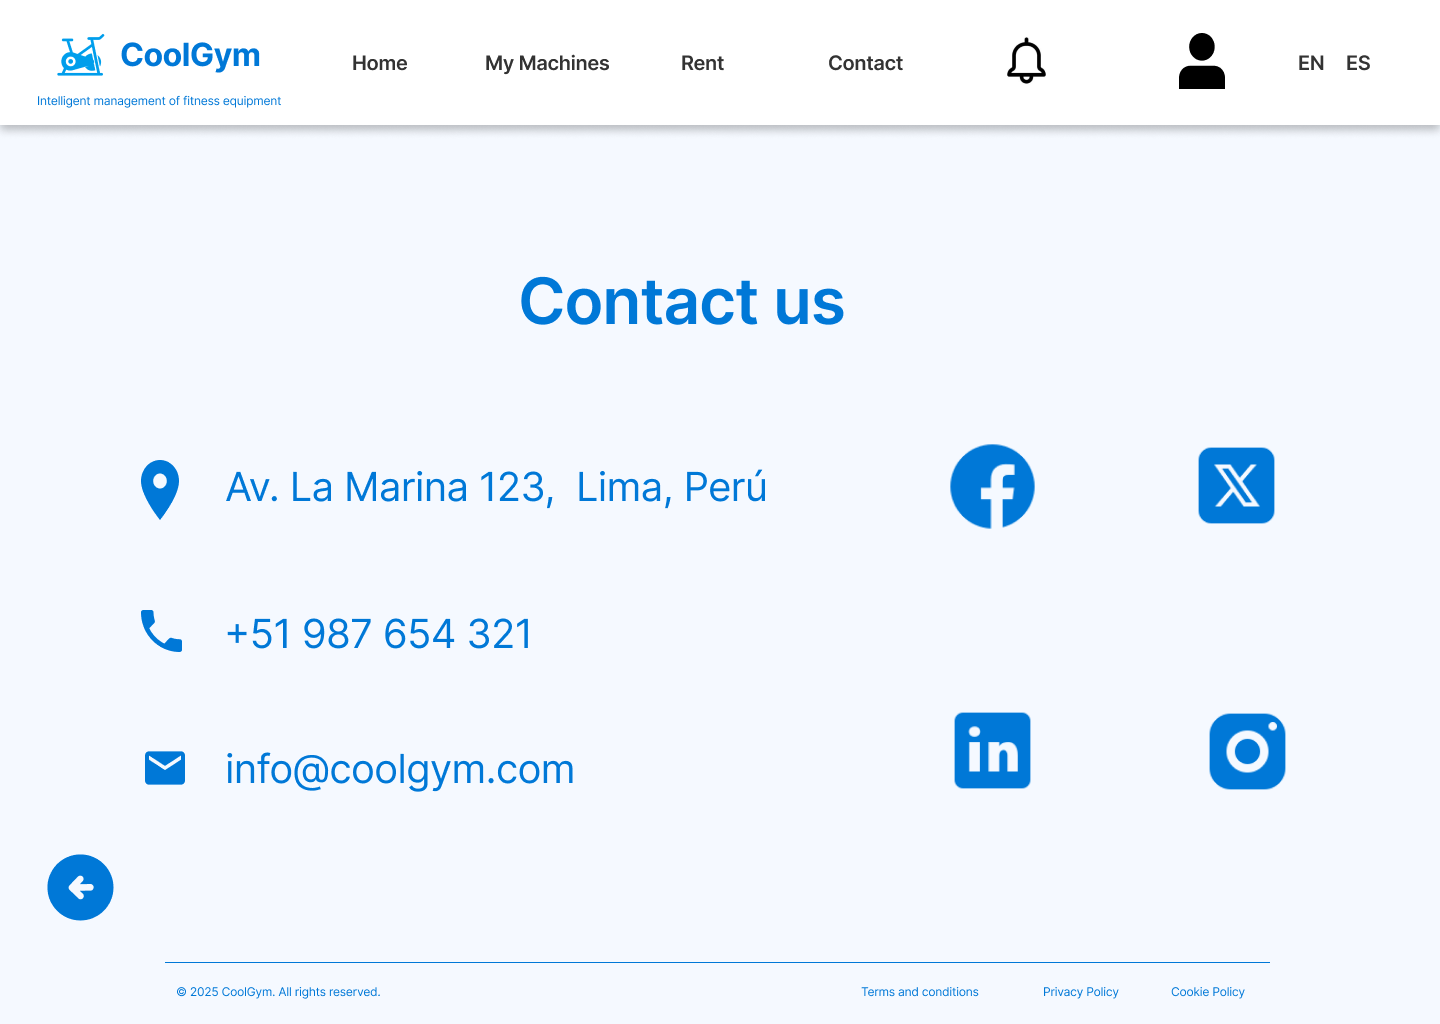 CoolGym
Intelligent management of fitness equipment
Home
My Machines
Rent
Contact
EN
ES
Contact us
Av. La Marina 123,  Lima, Perú
+51 987 654 321
info@coolgym.com
© 2025 CoolGym. All rights reserved.
Terms and conditions
Privacy Policy
Cookie Policy